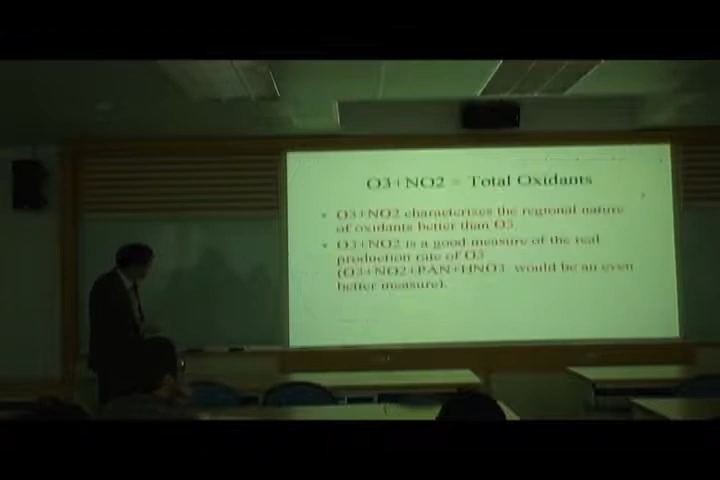 O3+NO2 = Total Oxidants
• O3+NO2 characterizes the regional nature
of oxidants better than O3
• O3+NO2 is a good measure of the real
production rate of O3
(O3+NO2+PAN+HNO3 would be an even
better measure).